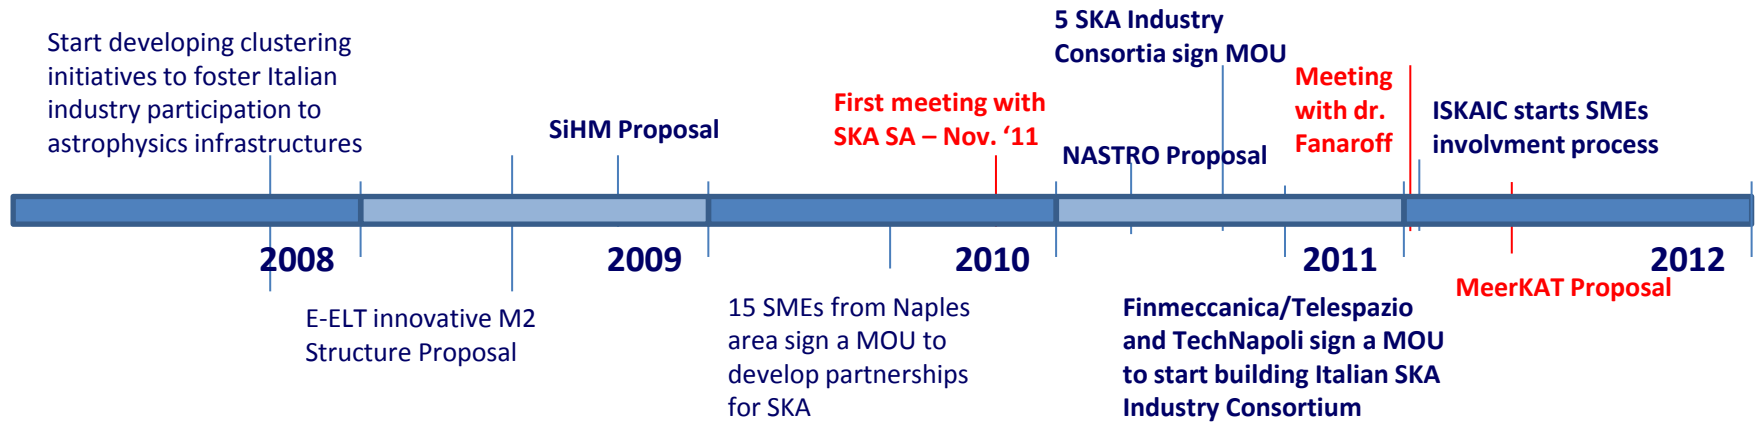 Start developing clustering
initiatives to foster Italian
industry participation to
astrophysics infrastructures
SiHM Proposal
First meeting with
SKA SA – Nov. ‘11
5 SKA Industry
Consortia sign MOU
NASTRO Proposal
Meeting
with dr.
Fanaroff
ISKAIC starts SMEs
involvment process
2008
2009
2010
2011
2012
E-ELT innovative M2
Structure Proposal
15 SMEs from Naples
area sign a MOU to
develop partnerships
for SKA
Finmeccanica/Telespazio
and TechNapoli sign a MOU
to start building Italian SKA
Industry Consortium
MeerKAT Proposal